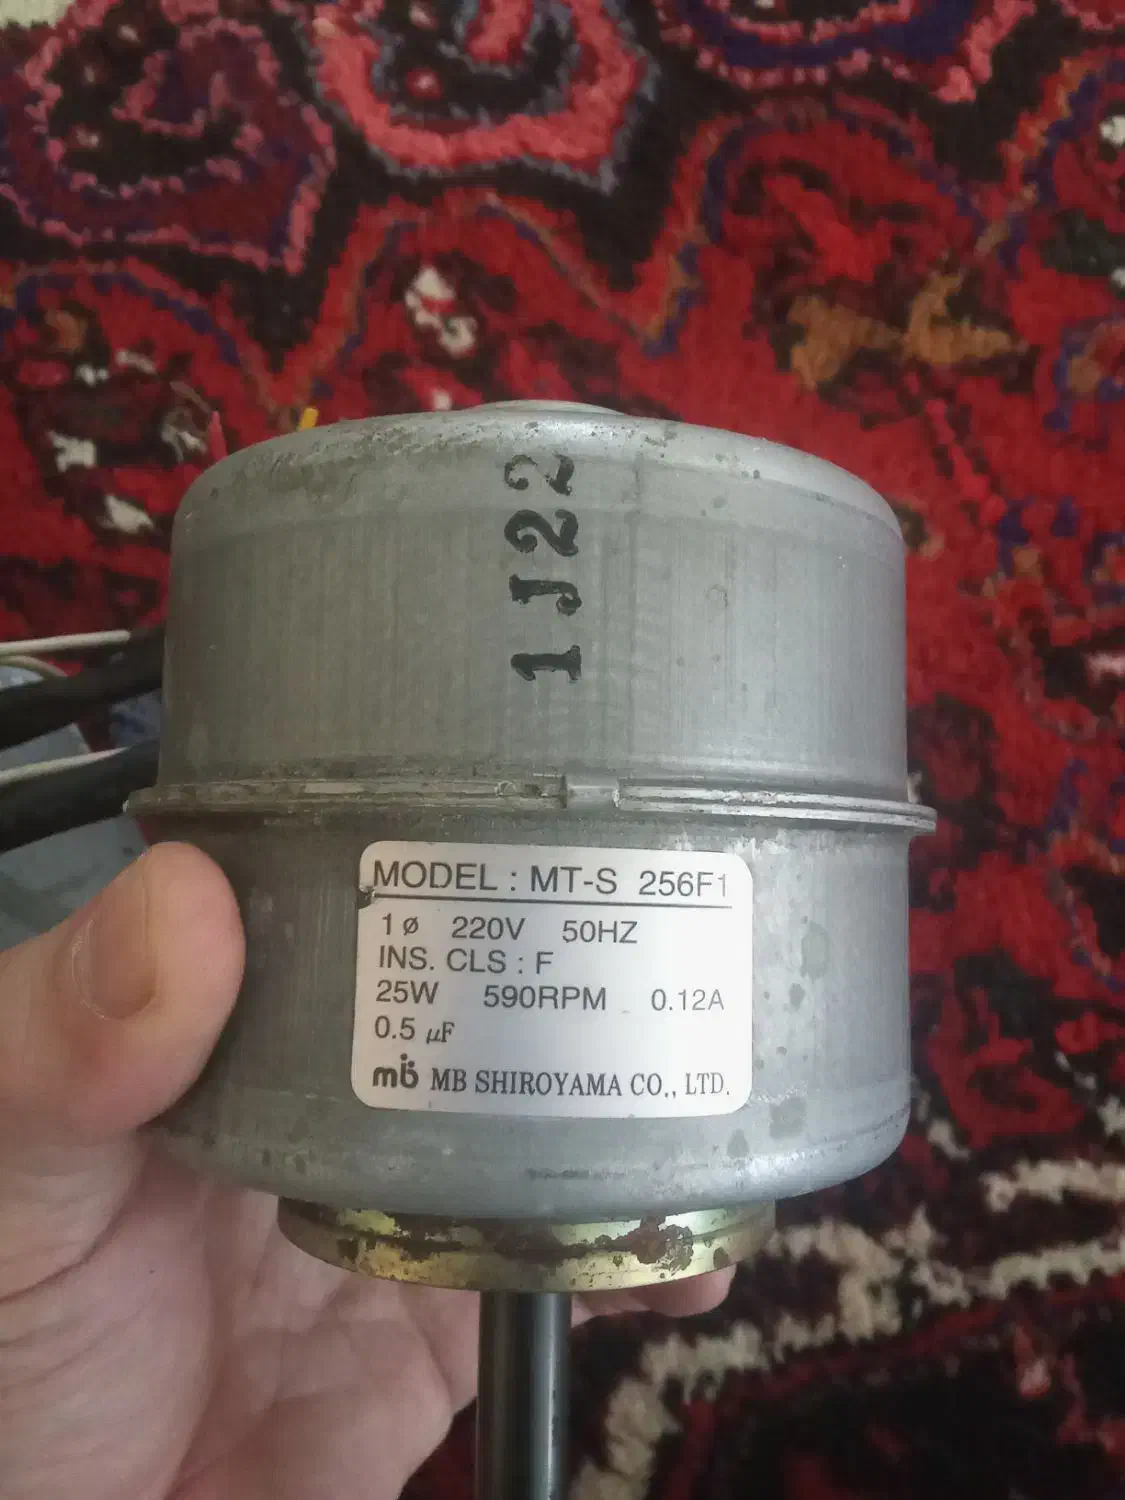 1J22
MODEL : MT-S 256F1
1ø 220V 50HZ
INS. CLS : F
25W 590RPM 0.12A
0.5 μF
mb MB SHIROYAMA CO., LTD.